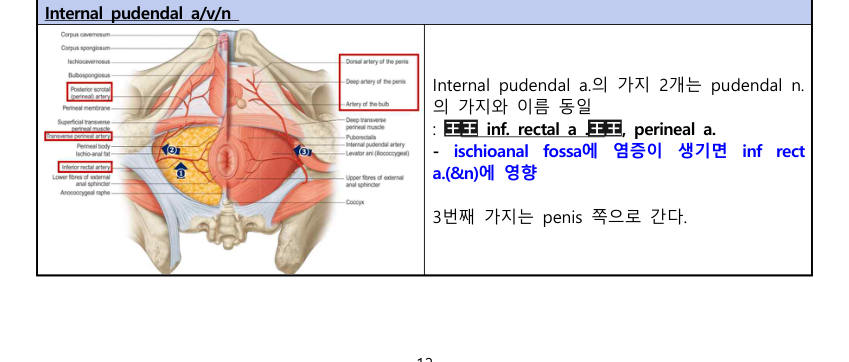 Internal pudendal a/v/n
Corpus cavernosum
Corpus spongiosum
Ischiocavernosus
Bulbospongiosus
Posterior scrotal
(perineal) artery
Perineal membrane
Superficial transverse
perineal muscle
Transverse perineal artery
Perineal body
Ischio-anal fat
Inferior rectal artery
Lower fibres of external
anal sphincter
Anococcygeal raphe
Dorsal artery of the penis
Deep artery of the penis
Artery of the bulb
Deep transverse
perineal muscle
Puborectalis
Internal pudendal artery
Levator ani (iliococcygeal)
Upper fibres of external
anal sphincter
Coccyx
2
1
3
Internal pudendal a.의 가지 2개는 pudendal n.
의 가지와 이름 동일
: inf. rectal a ., perineal a.
- ischioanal fossa에 염증이 생기면 inf rect
a.(&n)에 영향
3번째 가지는 penis 쪽으로 간다.